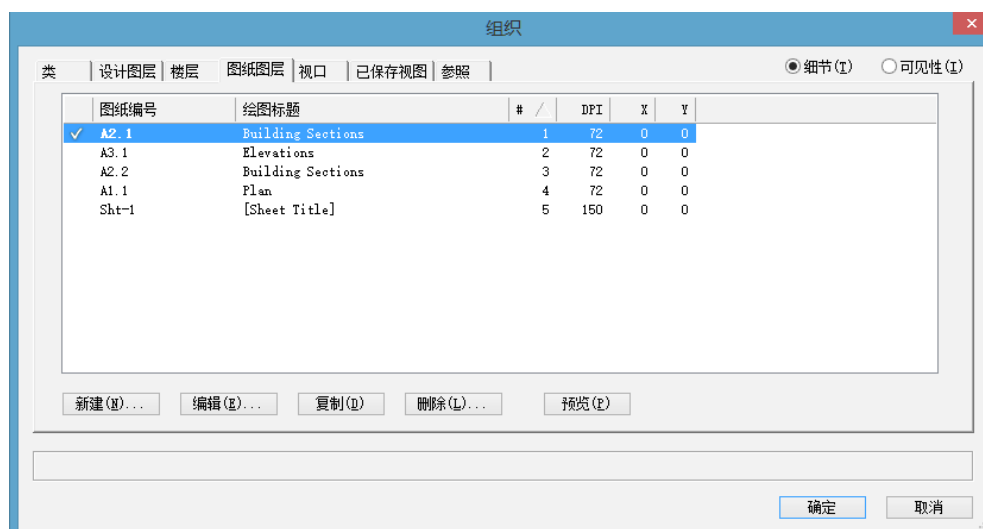 组织
类 设计图层 楼层 图纸图层 视口 已保存视图 参照 细节(I) 可见性(I)
图纸编号 绘图标题 # DPI X Y
A2.1 Building Sections 1 72 0 0
A3.1 Elevations 2 72 0 0
A2.2 Building Sections 3 72 0 0
A1.1 Plan 4 72 0 0
Sht-1 [Sheet Title] 5 150 0 0
新建(N)... 编辑(E)... 复制(D) 删除(L)... 预览(P)
确定 取消